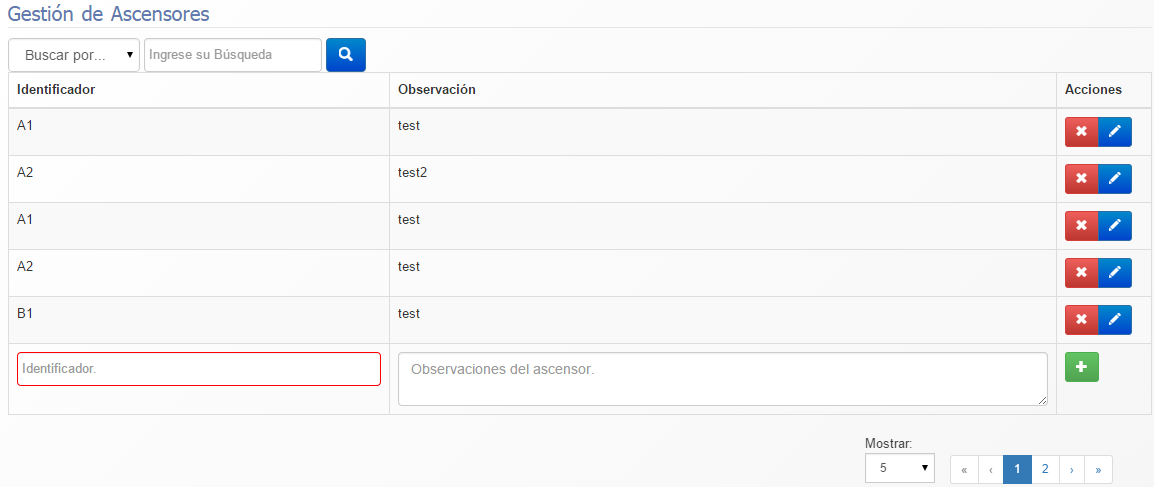 Gestión de Ascensores
Buscar por... Ingrese su Búsqueda
Identificador Observación Acciones
A1 test
A2 test2
A1 test
A2 test
B1 test
Identificador. Observaciones del ascensor.
Mostrar:
5 « ‹ 1 2 › »